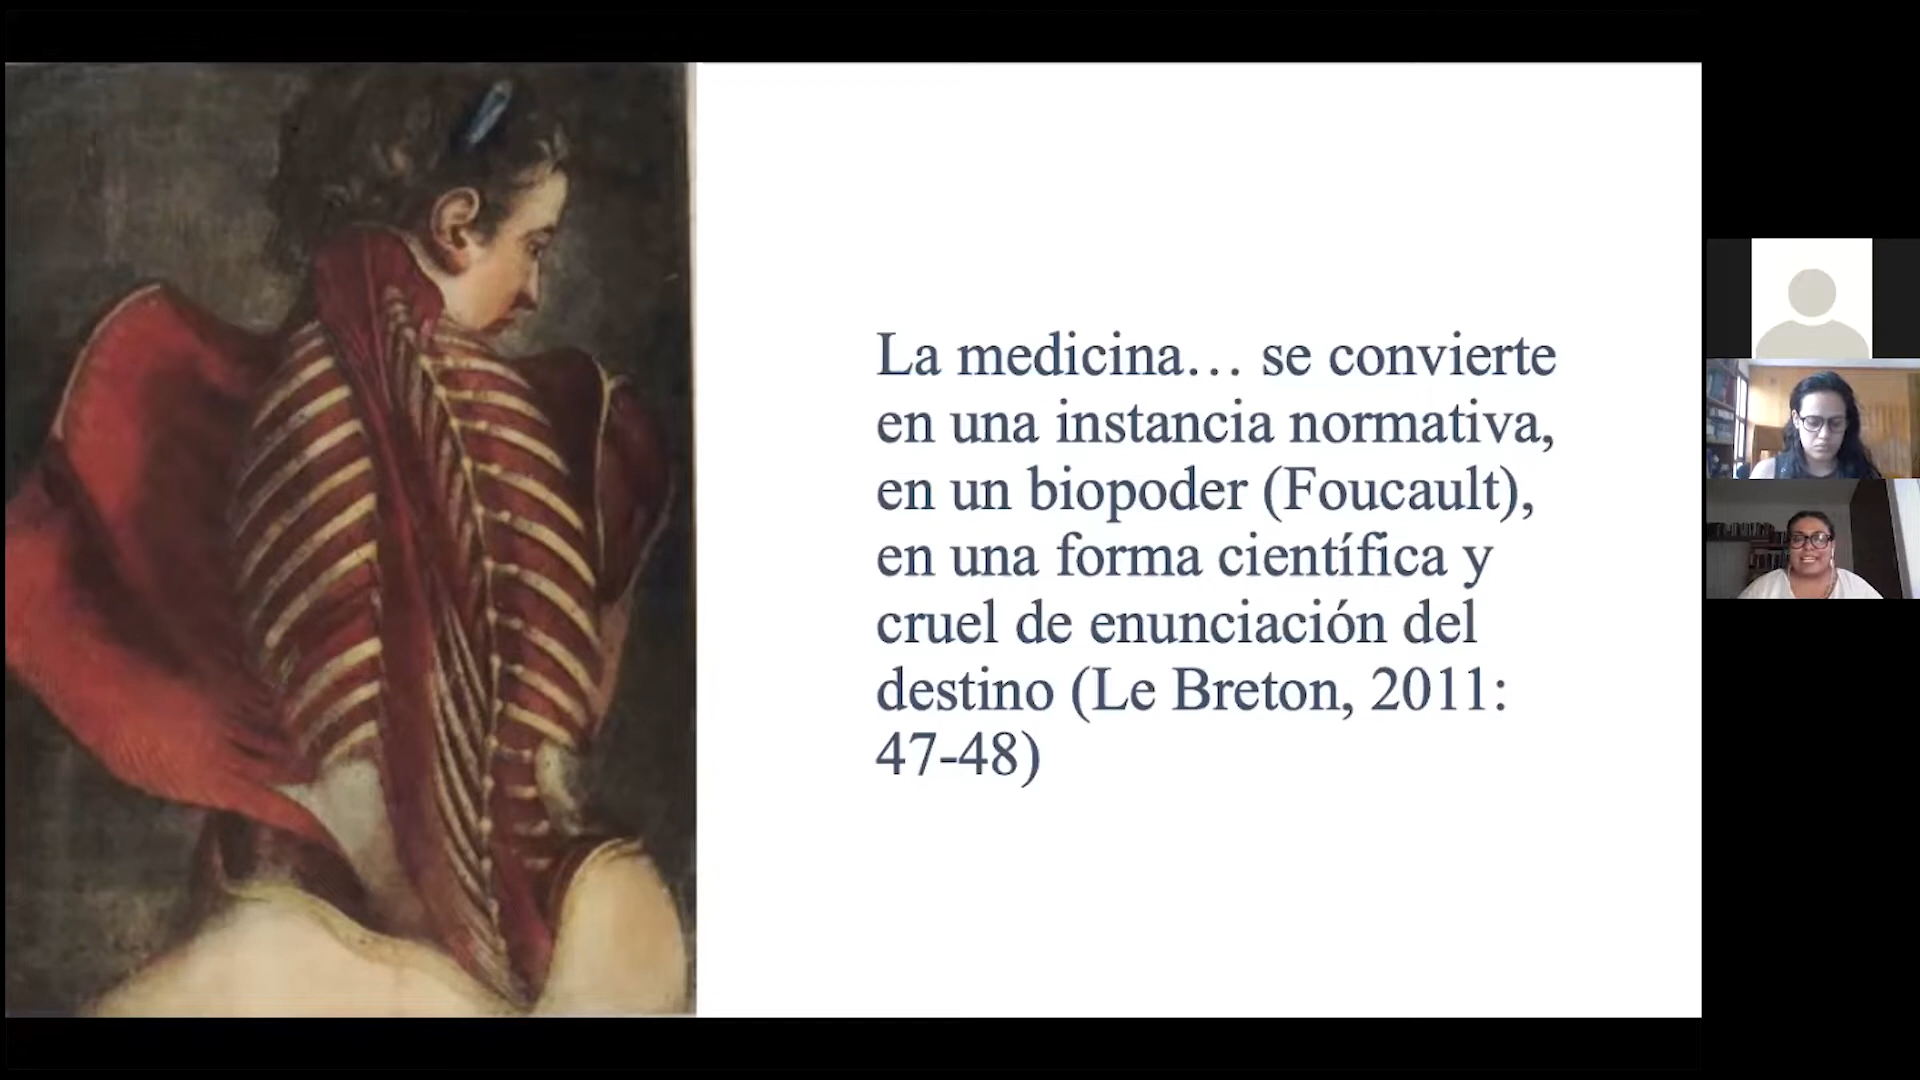 La medicina… se convierte
en una instancia normativa,
en un biopoder (Foucault),
en una forma científica y
cruel de enunciación del
destino (Le Breton, 2011:
47-48)